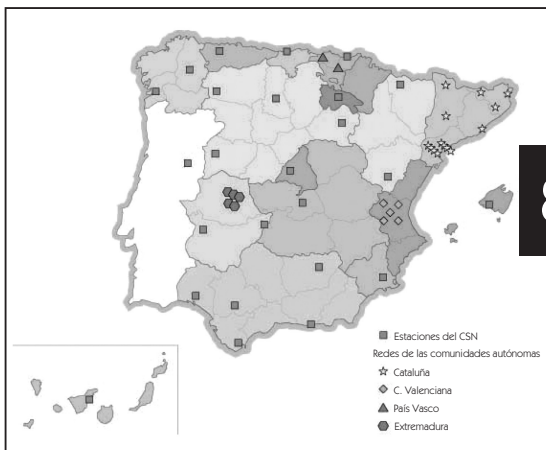 Estaciones del CSN
Redes de las comunidades autónomas
Cataluña
C. Valenciana
País Vasco
Extremadura